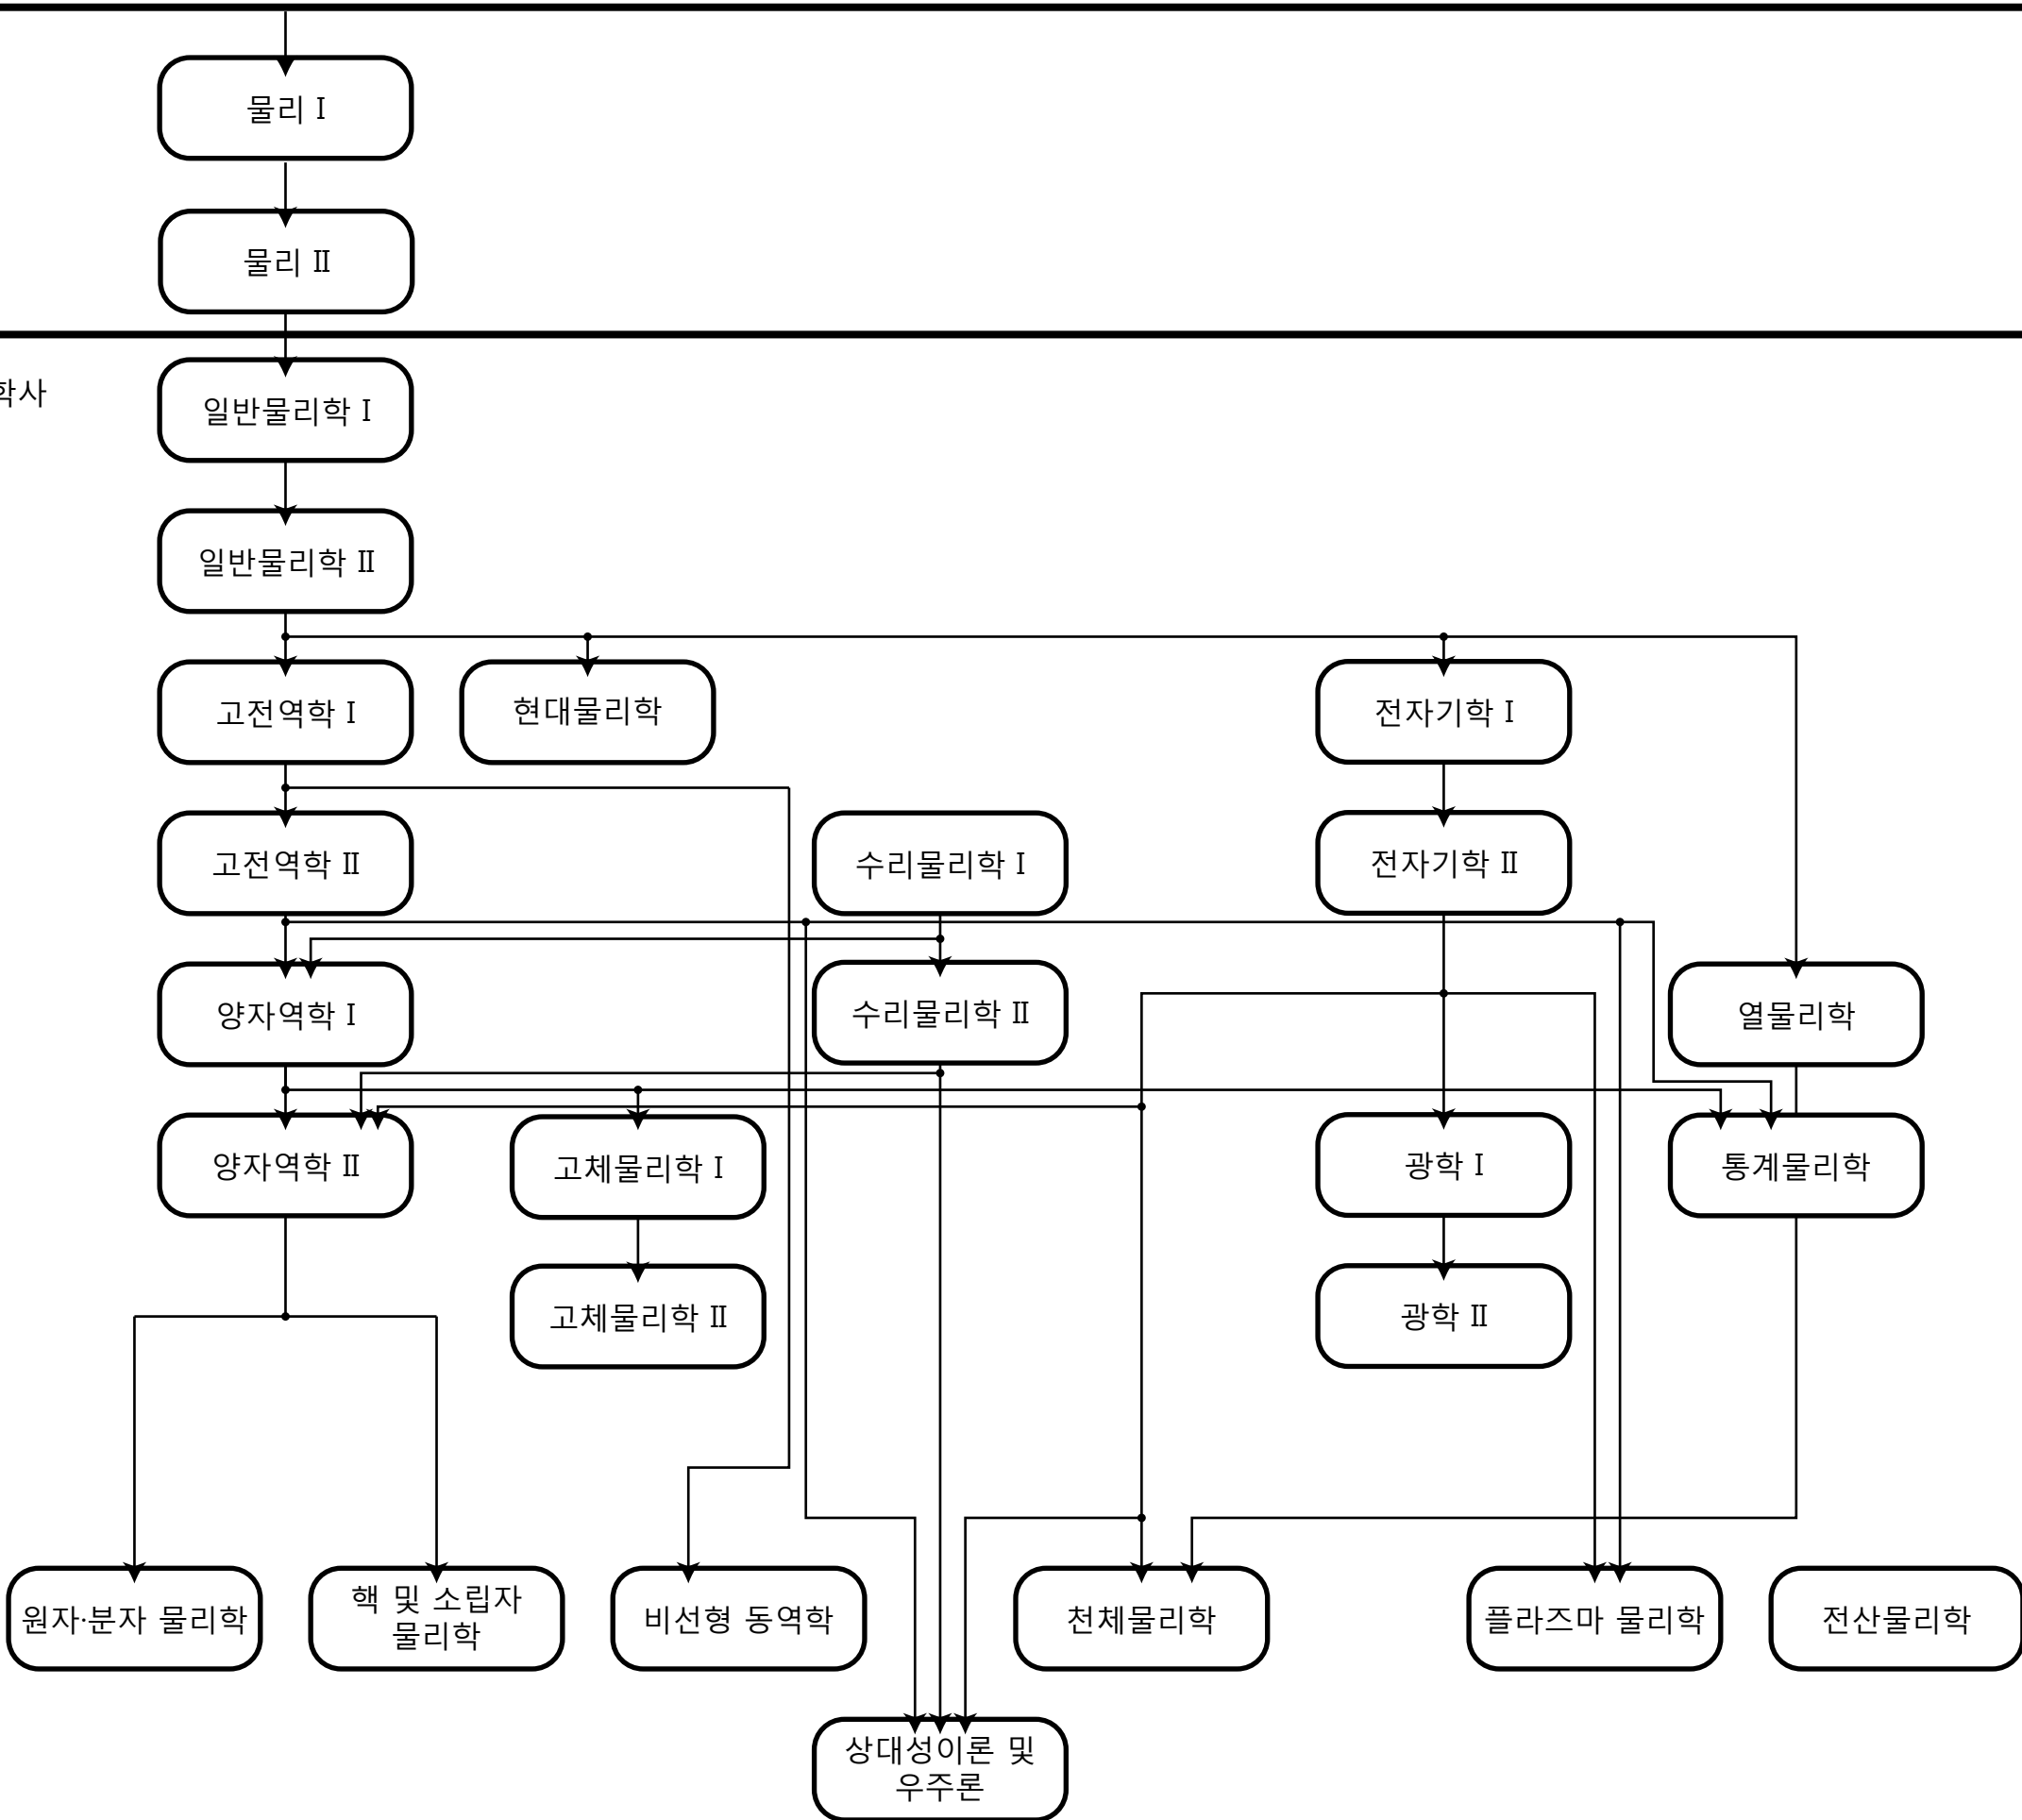 물리 Ⅰ
물리 Ⅱ
학사
일반물리학 Ⅰ
일반물리학 Ⅱ
고전역학 Ⅰ
현대물리학
전자기학 Ⅰ
고전역학 Ⅱ
수리물리학 Ⅰ
전자기학 Ⅱ
양자역학 Ⅰ
수리물리학 Ⅱ
열물리학
양자역학 Ⅱ
고체물리학 Ⅰ
광학 Ⅰ
통계물리학
고체물리학 Ⅱ
광학 Ⅱ
원자·분자 물리학
핵 및 소립자
물리학
비선형 동역학
천체물리학
플라즈마 물리학
전산물리학
상대성이론 및
우주론